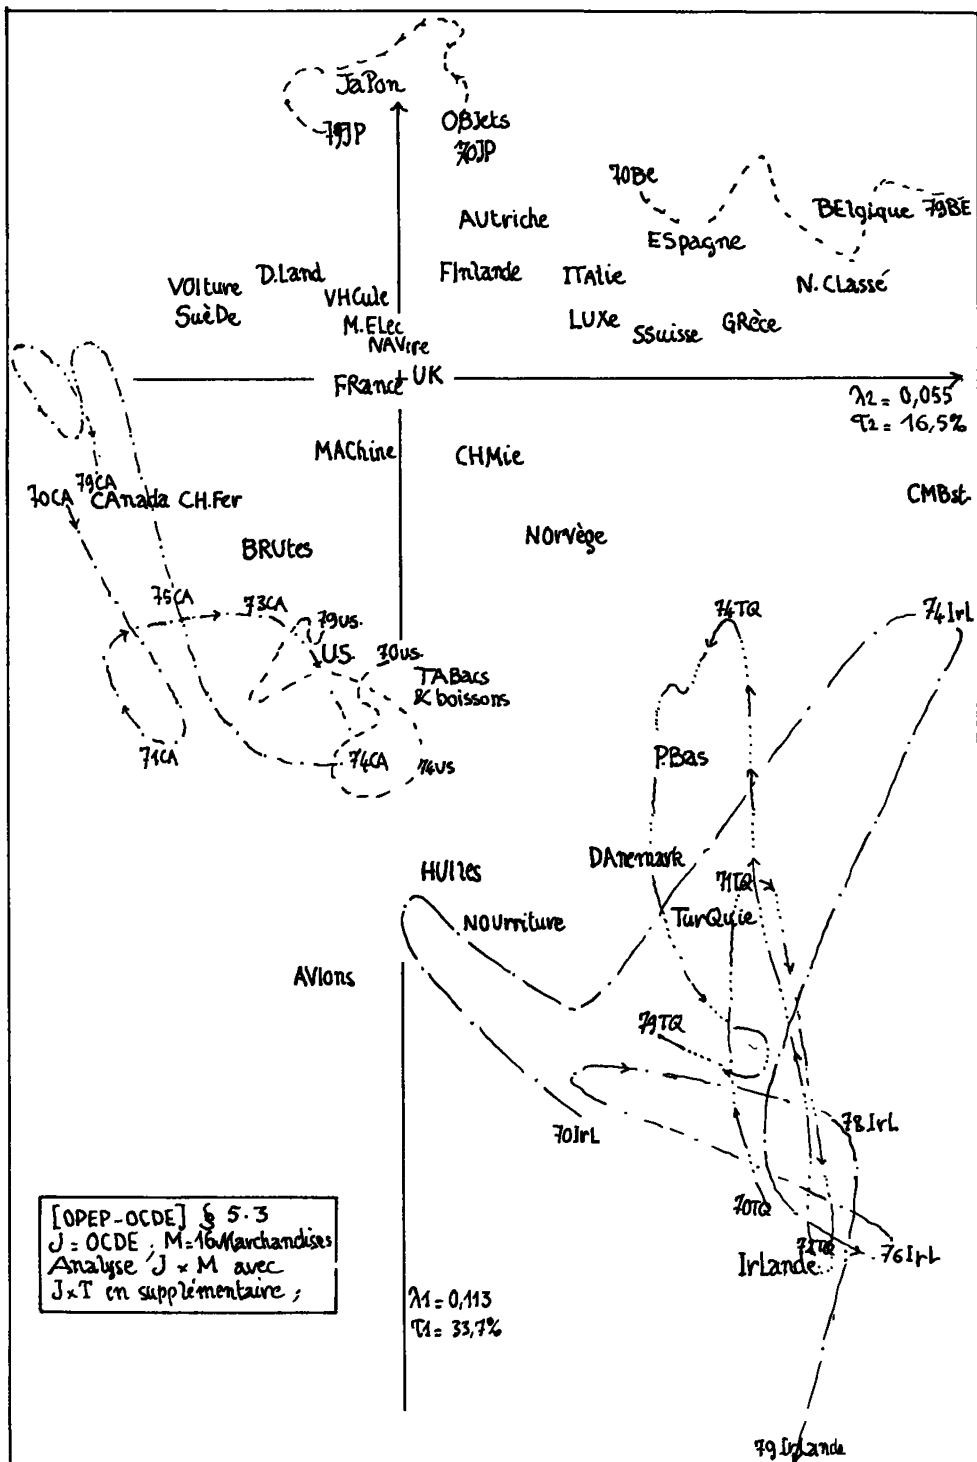 JaPon
79JP
OBJets
70JP
70Be
BElgique 79BE
AUtriche
ESpagne
D.Land
FInlande
ITAlie
N.Classé
VOIture
SuèDe
VHCule
M.ELec
NAVire
LUXe
SSuisse
GRèce
FRance
UK
λ2 = 0,055
τ2 = 16,5%
MAChine
CHMie
79CA
70CA
CAnada CH.Fer
CMBst
BRUtes
NOrvège
75CA
73CA
79us.
74TQ
74IrL
US.
70us.
TABacs
& boissons
71CA
74CA
74us
P.Bas
DAnemark
HUIles
71TQ
NOUrriture
TurQuie
AVIons
79TQ
70IrL
78IrL
70TQ
72TQ
76IrL
IrLande
[OPEP-OCDE] § 5.3
J = OCDE ; M=16Marchandises
Analyse J × M avec
J×T en supplémentaire ;
λ1= 0,113
τ1= 33,7%
79IrLande